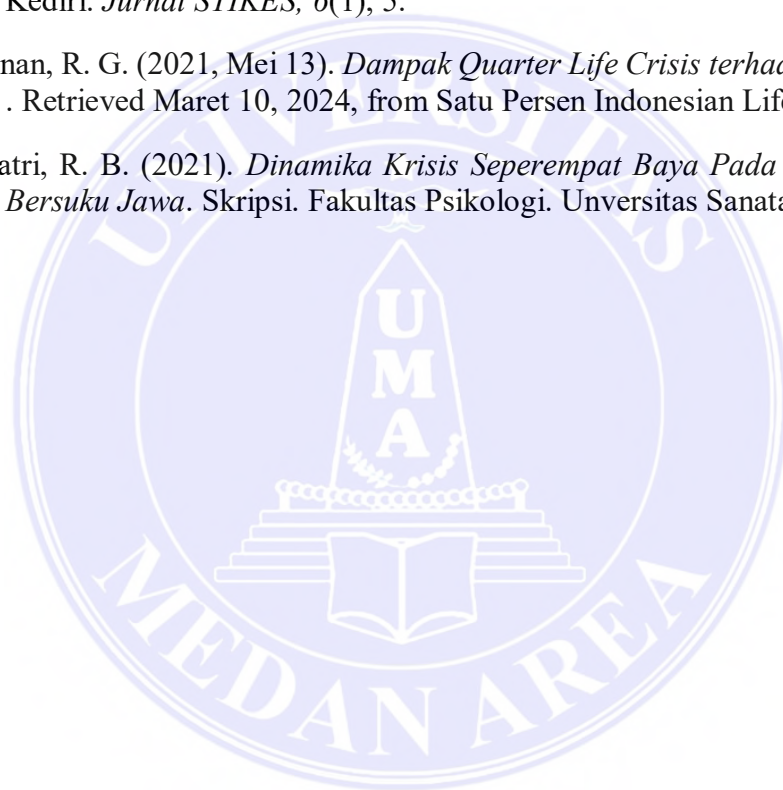 Kediri. Jurnal STIKES, 6(1), 5.
nan, R. G. (2021, Mei 13). Dampak Quarter Life Crisis terhad
. Retrieved Maret 10, 2024, from Satu Persen Indonesian Life
atri, R. B. (2021). Dinamika Krisis Seperempat Baya Pada
Bersuku Jawa. Skripsi. Fakultas Psikologi. Unversitas Sanata
UNIVERSITAS
U
M
A
MEDAN AREA